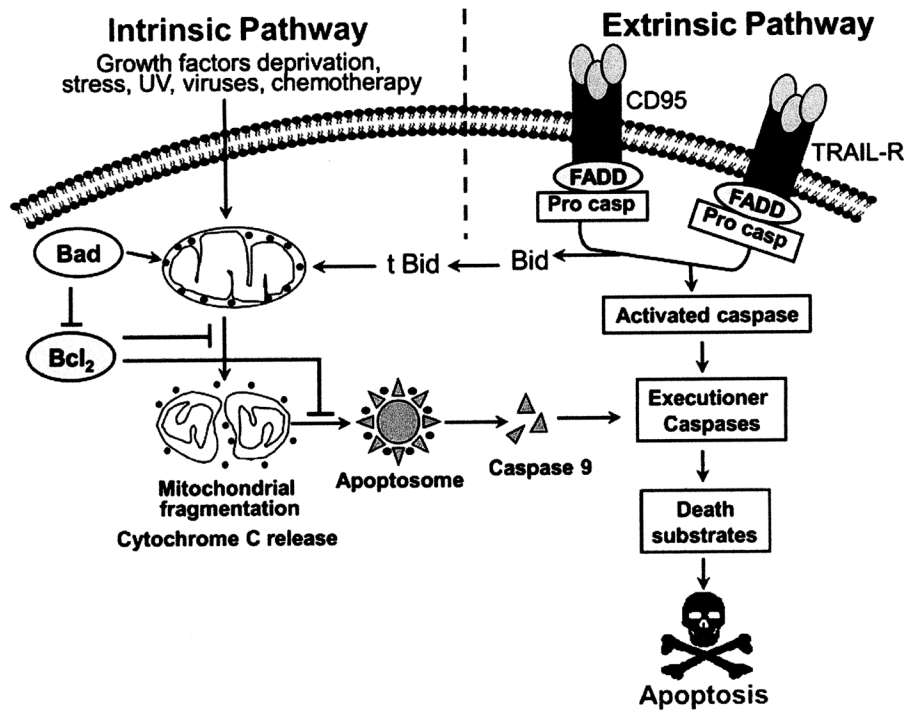 Intrinsic Pathway
Growth factors deprivation,
stress, UV, viruses, chemotherapy
Extrinsic Pathway
CD95
TRAIL-R
FADD
Pro casp
FADD
Pro casp
Bad
t Bid
Bid
Bcl2
Activated caspase
Executioner
Caspases
Apoptosome
Caspase 9
Mitochondrial
fragmentation
Cytochrome C release
Death
substrates
Apoptosis